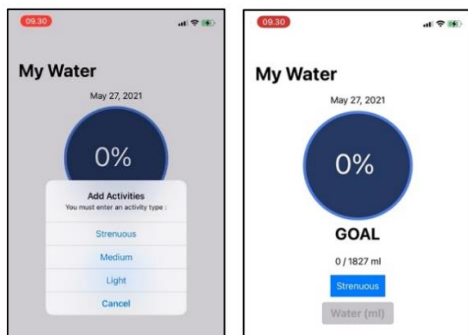 09.30
My Water
May 27, 2021
0%
Add Activities
You must enter an activity type :
Strenuous
Medium
Light
Cancel
09.30
My Water
May 27, 2021
0%
GOAL
0 / 1827 ml
Strenuous
Water (ml)